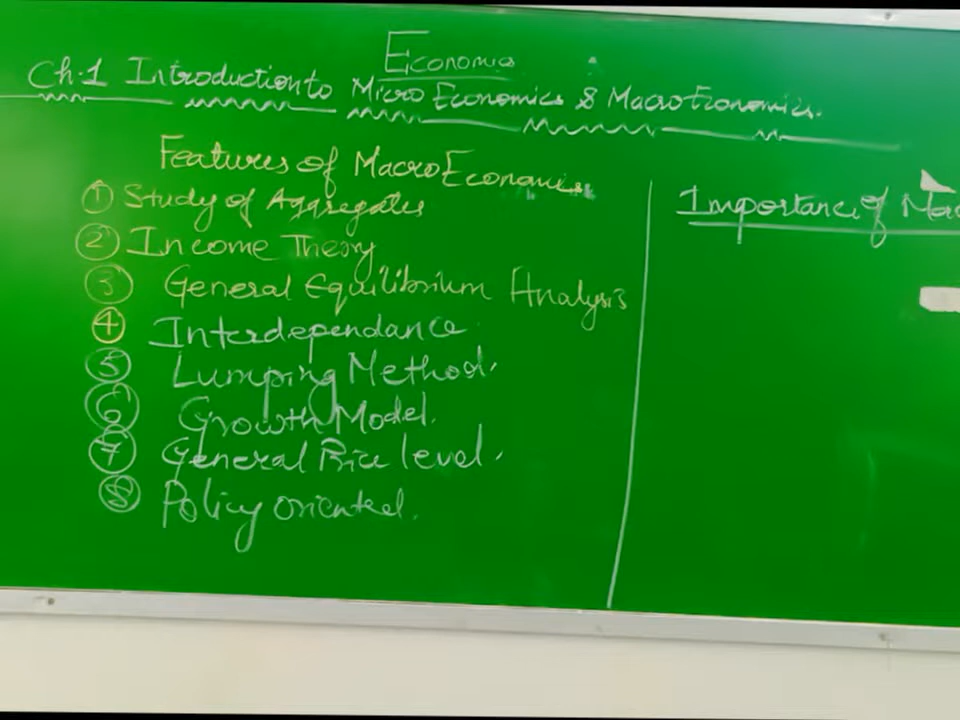 Economics
Ch.1 Introduction to Micro Economics & Macro Economics.
Features of Macro Economics
1 Study of Aggregates
2 Income Theory
3 General Equilibrium Analysis
4 Interdependance
5 Lumping Method.
6 Growth Model.
7 General Price level.
8 Policy oriented.
Importance of Mac